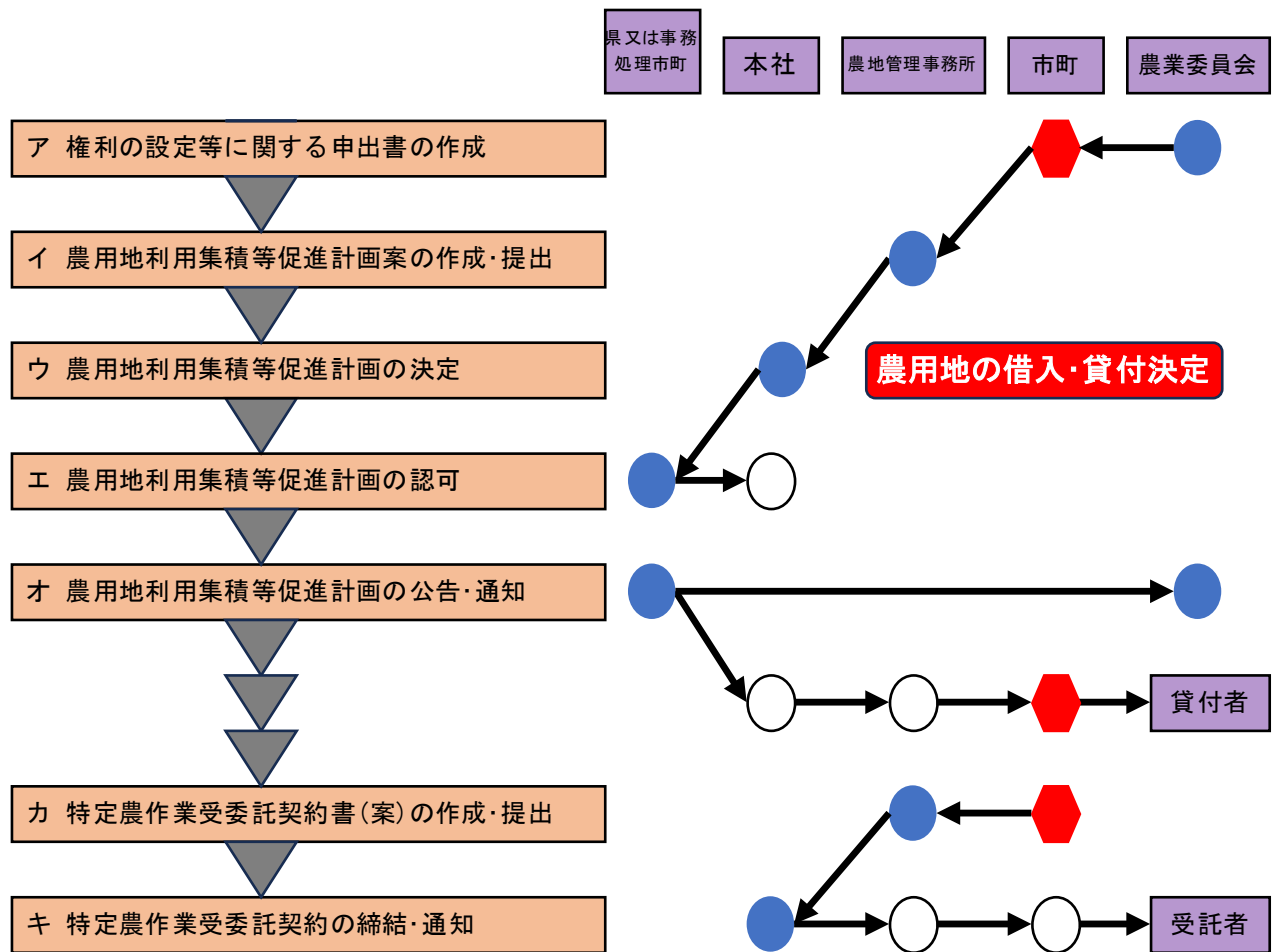 県又は事務
処理市町
本社
農地管理事務所
市町
農業委員会
ア 権利の設定等に関する申出書の作成
イ 農用地利用集積等促進計画案の作成・提出
ウ 農用地利用集積等促進計画の決定
農用地の借入・貸付決定
エ 農用地利用集積等促進計画の認可
オ 農用地利用集積等促進計画の公告・通知
貸付者
カ 特定農作業受委託契約書(案)の作成・提出
キ 特定農作業受委託契約の締結・通知
受託者